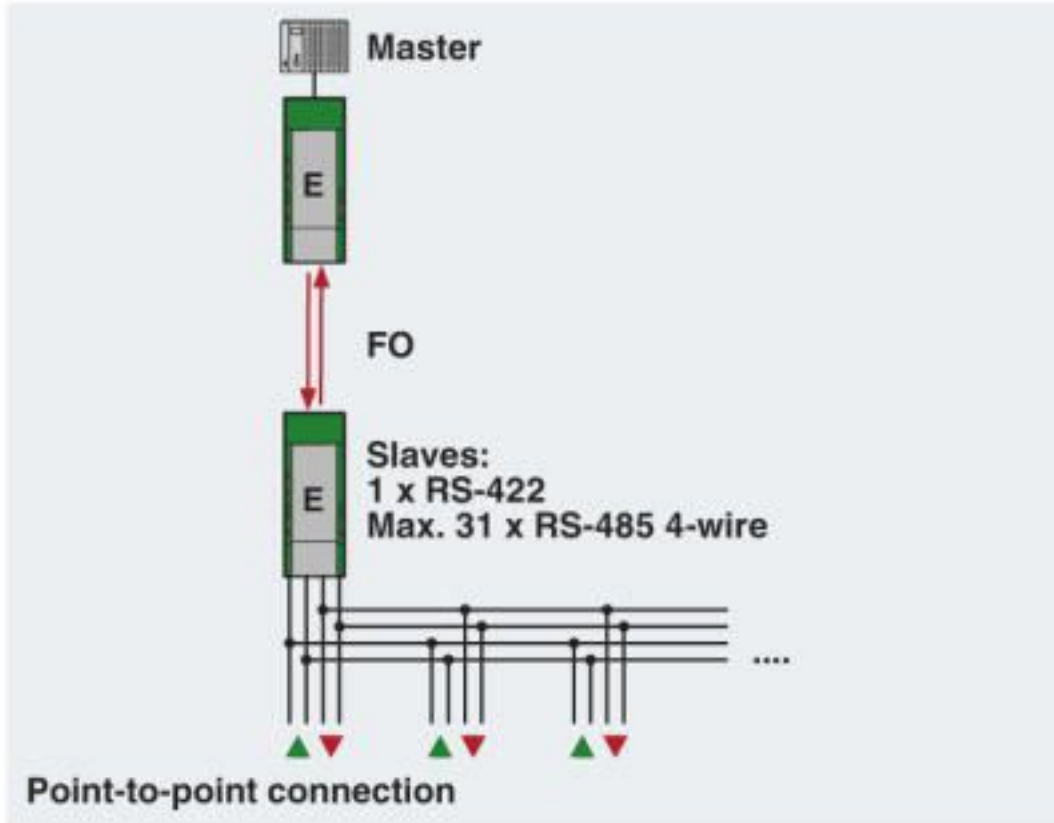 Master
E
FO
E
Slaves:
1 x RS-422
Max. 31 x RS-485 4-wire
....
Point-to-point connection